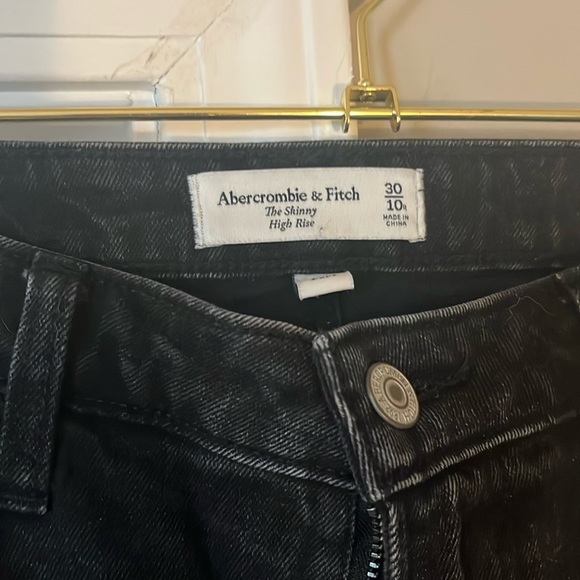 Abercrombie & Fitch
The Skinny
High Rise
30
10R
MADE IN
CHINA